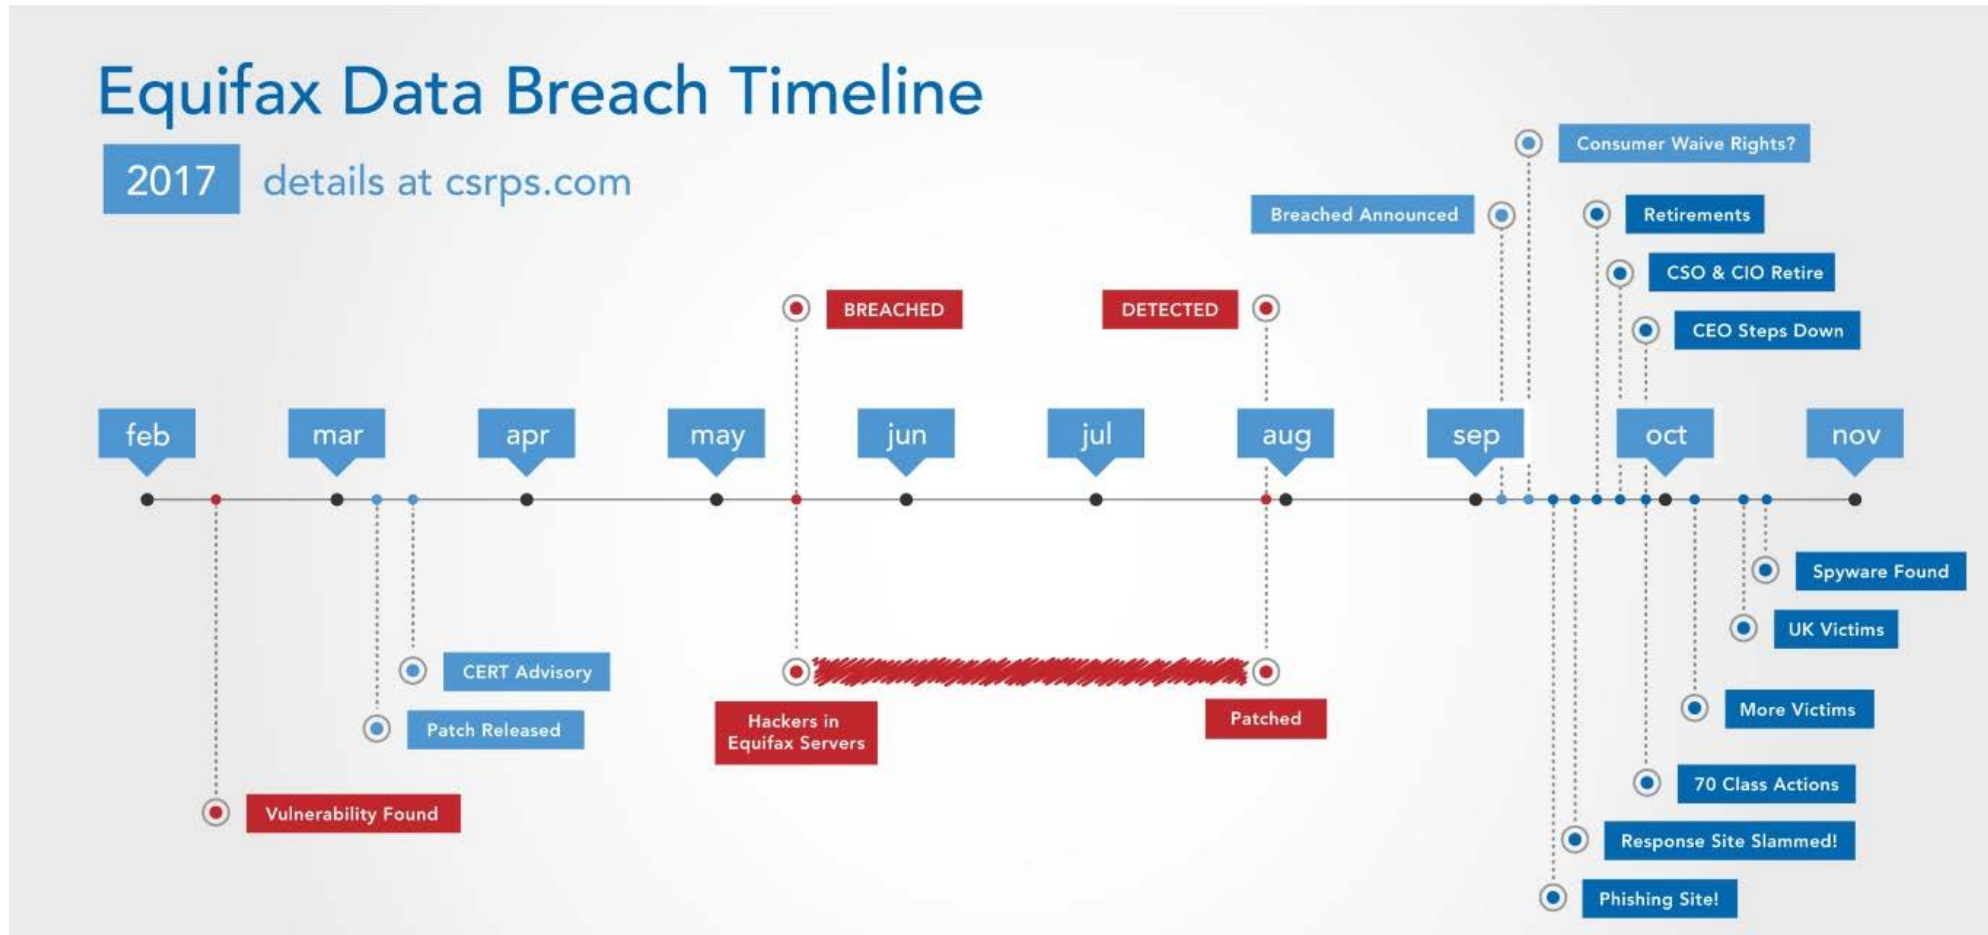 Equifax Data Breach Timeline
2017 details at csrps.com
Consumer Waive Rights?
Breached Announced
Retirements
CSO & CIO Retire
BREACHED
DETECTED
CEO Steps Down
feb mar apr may jun jul aug sep oct nov
Spyware Found
UK Victims
CERT Advisory
More Victims
Patch Released
Hackers in
Equifax Servers
Patched
70 Class Actions
Vulnerability Found
Response Site Slammed!
Phishing Site!